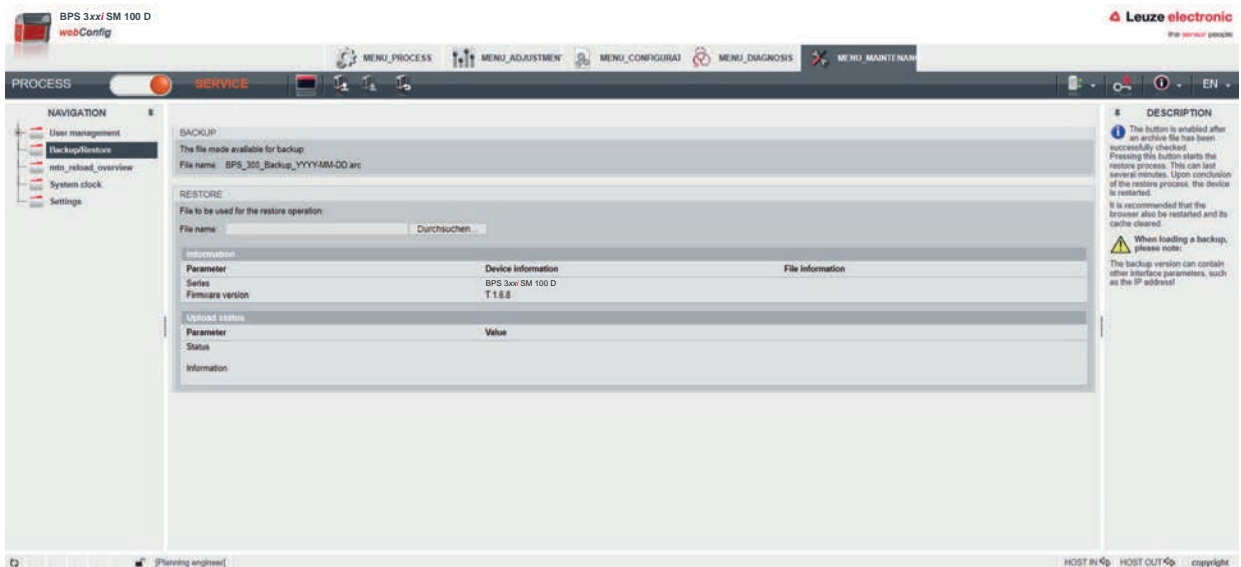 BPS 3xxi SM 100 D
webConfig
Leuze electronic
the sensor people
MENU_PROCESS
MENU_ADJUSTMEN
MENU_CONFIGURAT
MENU_DIAGNOSIS
MENU_MAINTENAN
PROCESS
SERVICE
EN
NAVIGATION
User management
Backup/Restore
mtn_reload_overview
System clock
Settings
BACKUP
The file made available for backup:
File name: BPS_300_Backup_YYYY-MM-DD.arc
RESTORE
File to be used for the restore operation:
File name:
Durchsuchen...
Information
Parameter Device information File information
Series BPS 3xxi SM 100 D
Firmware version T 1.6.8
Upload status
Parameter Value
Status
Information
DESCRIPTION
The button is enabled after
an archive file has been
successfully checked.
Pressing this button starts the
restore process. This can last
several minutes. Upon conclusion
of the restore process, the device
is restarted.
It is recommended that the
browser also be restarted and its
cache cleared.
When loading a backup,
please note:
The backup version can contain
other interface parameters, such
as the IP address!
[Planning engineer]
HOST IN HOST OUT copyright